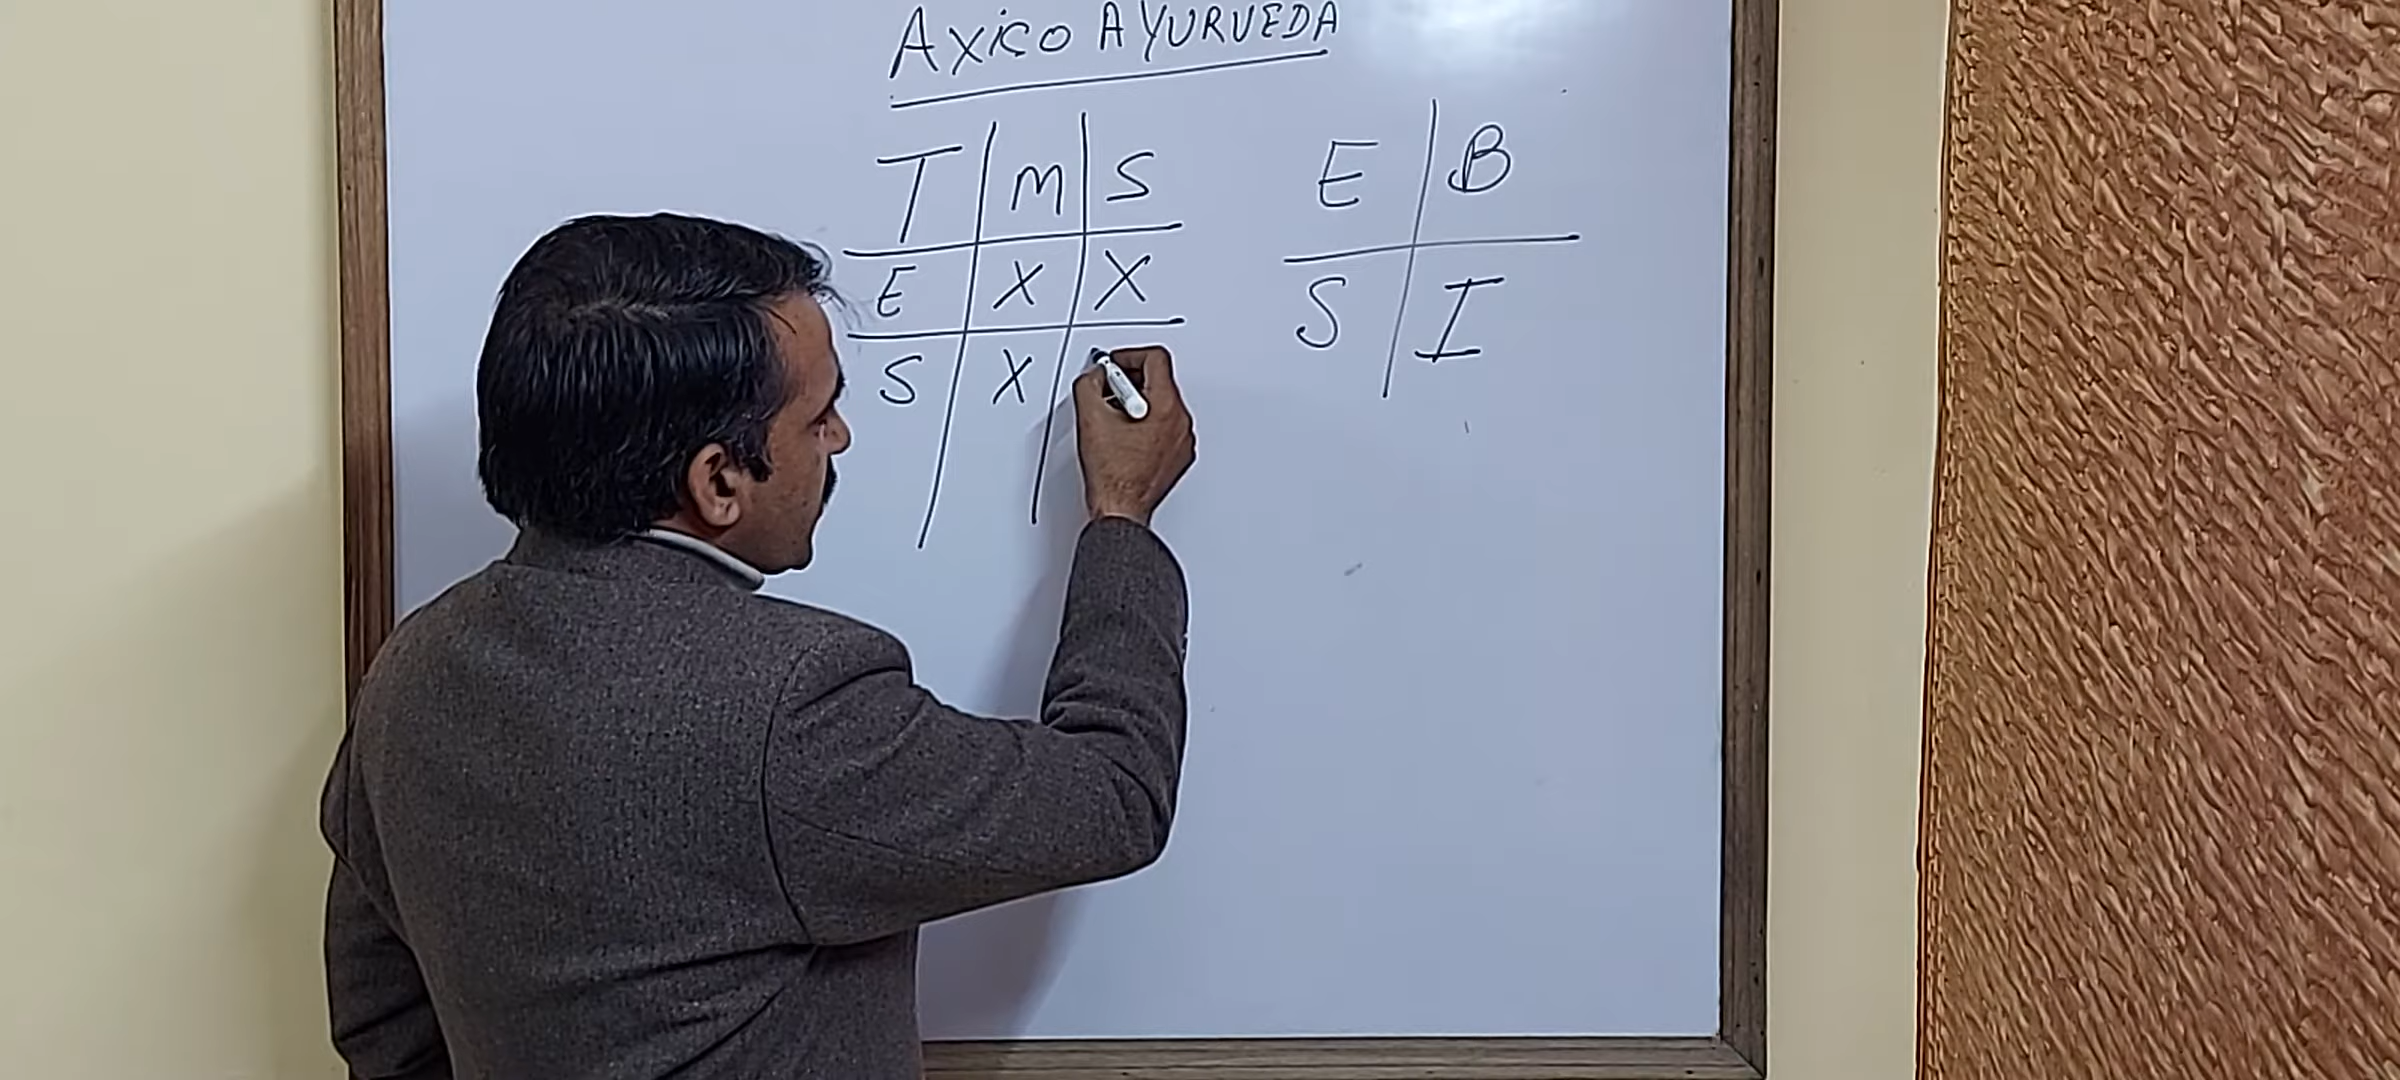 Axico AYURVEDA
T M S
E X X
S X
E B
S I